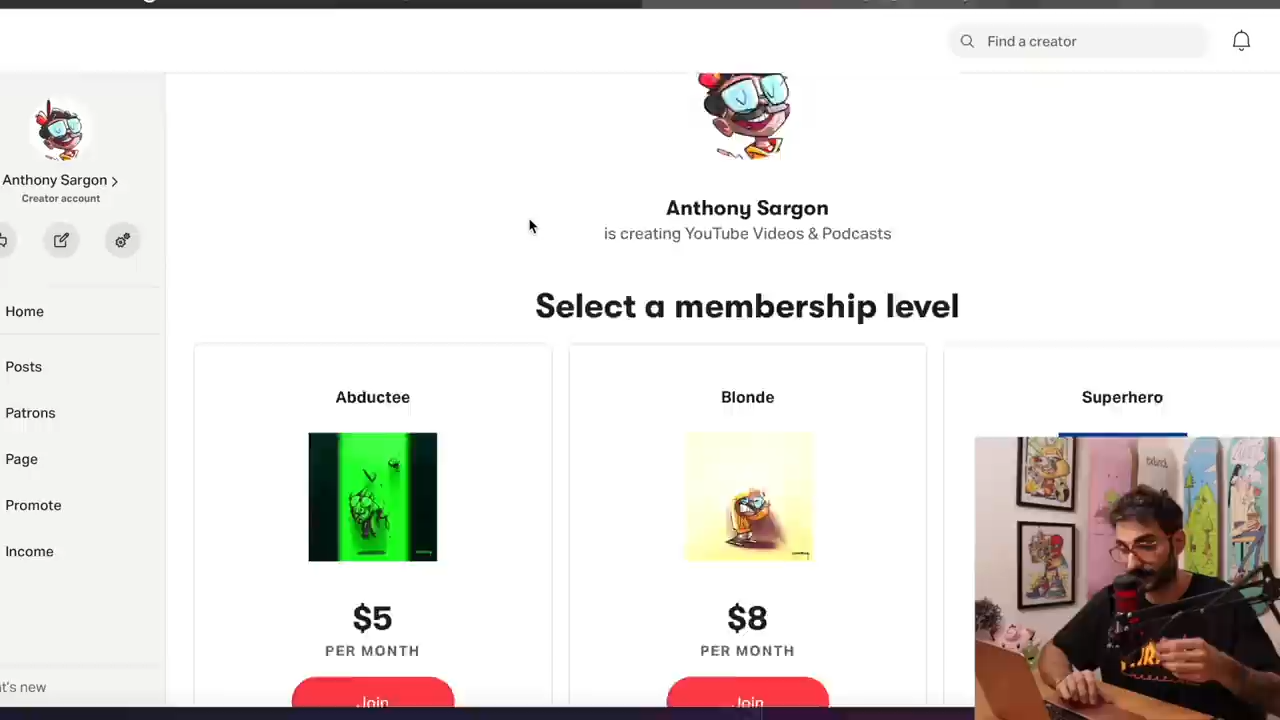 Find a creator
Anthony Sargon
Creator account
Home
Posts
Patrons
Page
Promote
Income
t's new
Anthony Sargon
is creating YouTube Videos & Podcasts
Select a membership level
Abductee
$5
PER MONTH
Join
Blonde
$8
PER MONTH
Join
Superhero